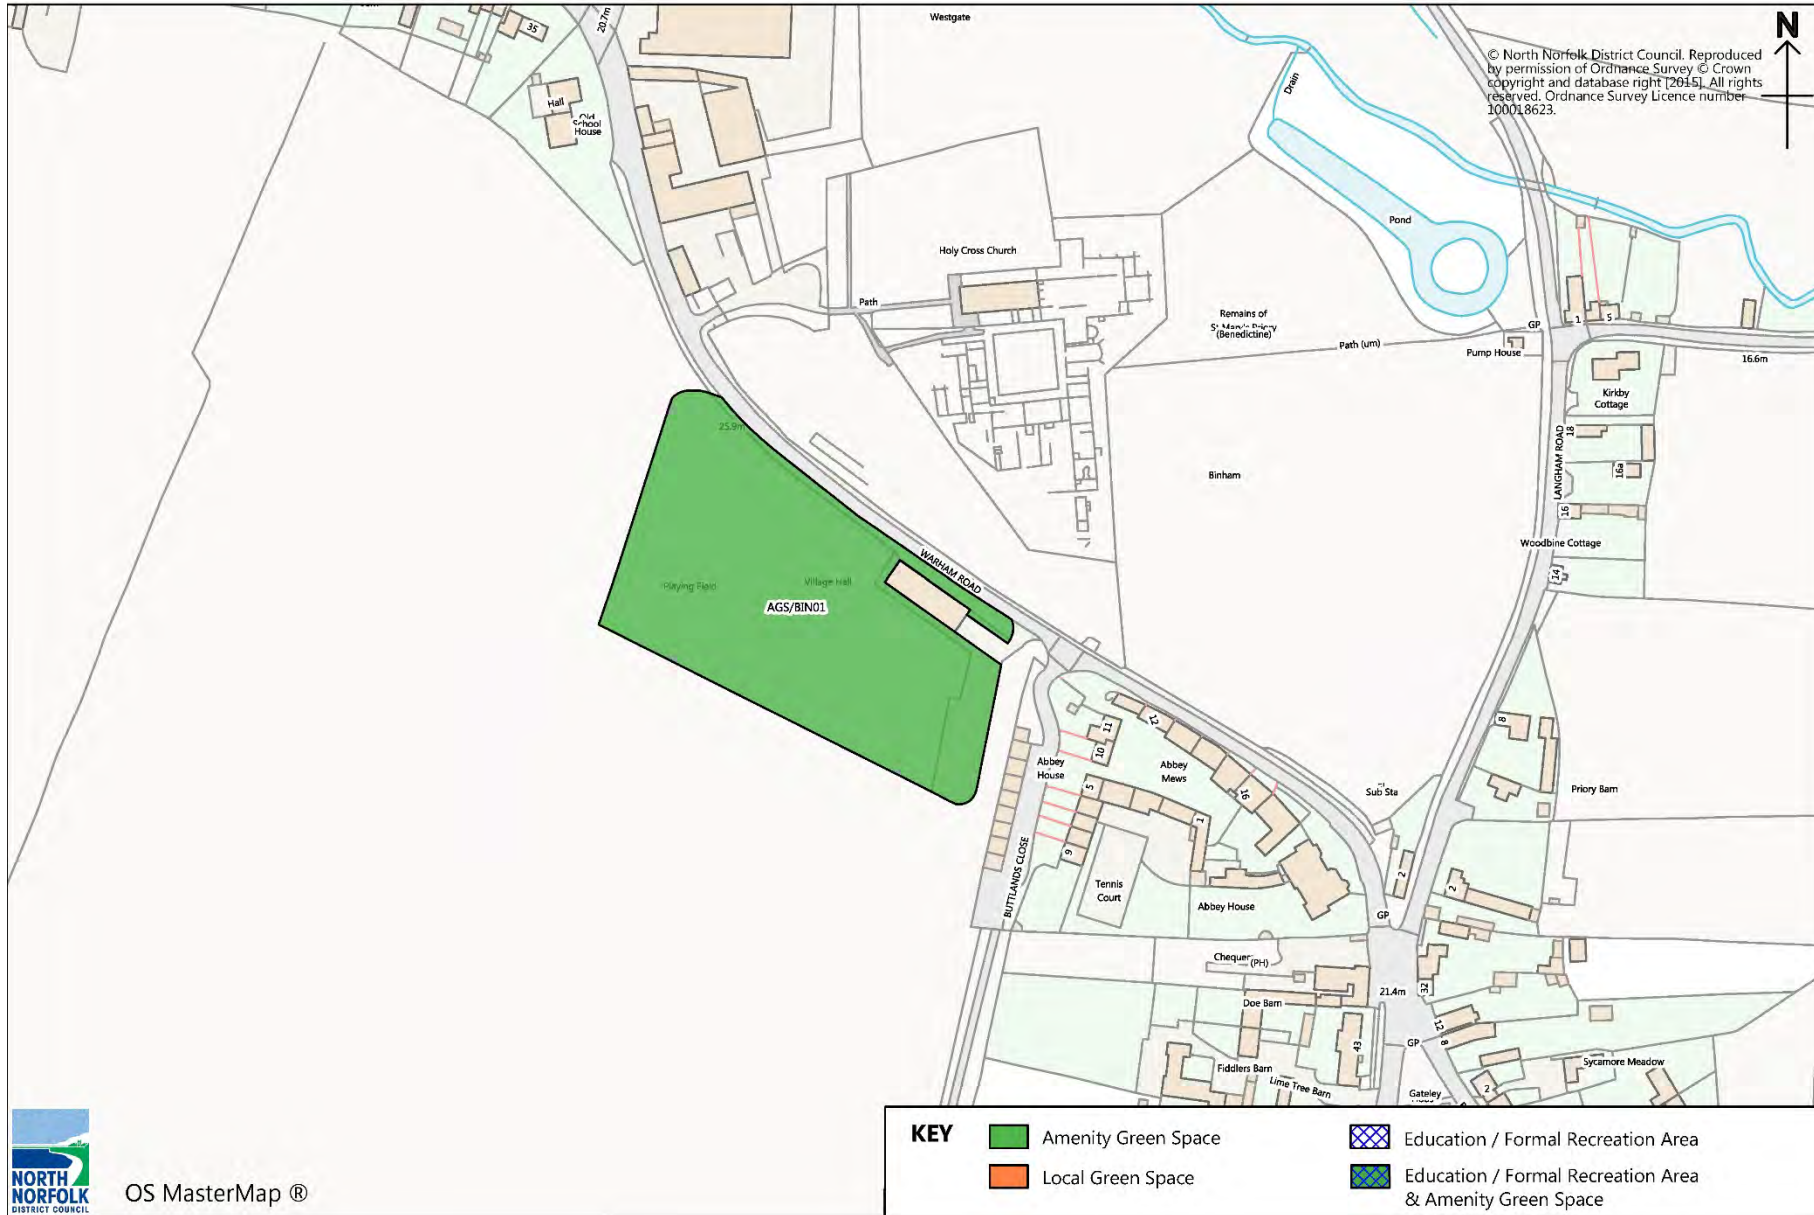 Westgate
N
© North Norfolk District Council. Reproduced
by permission of Ordnance Survey © Crown
copyright and database right [2015]. All rights
reserved. Ordnance Survey Licence number
100018623.
35
20.7m
Hall
Old
School
House
Drain
Pond
Holy Cross Church
Path
Remains of
St Mary's Priory
(Benedictine)
Path (um)
GP
1
5
Pump House
16.6m
Kirkby
Cottage
25.9m
18
LANGHAM ROAD
16a
Binham
16
Woodbine Cottage
14
WARHAM ROAD
Playing Field
Village Hall
AGS/BIN01
12
11
10
8
Abbey
House
Abbey
Mews
5
16
Sub Sta
Priory Barn
1
9
BUTTLANDS CLOSE
Tennis
Court
2
2
Abbey House
GP
Chequers (PH)
32
21.4m
Doe Barn
12
8
43
GP
Fiddlers Barn
Lime Tree Barn
Sycamore Meadow
2
Gateley
NORTH
NORFOLK
DISTRICT COUNCIL
OS MasterMap ®
KEY
Amenity Green Space
Local Green Space
Education / Formal Recreation Area
Education / Formal Recreation Area
& Amenity Green Space